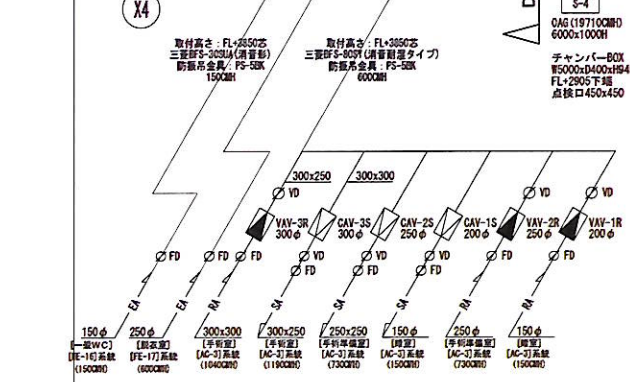 X4
取付高さ：FL+3850芯
三菱BFS-30SUA(消音形)
防振吊金具：PS-5BK
150CMH
取付高さ：FL+3850芯
三菱BFS-80SY(消音耐湿タイプ)
防振吊金具：PS-5BK
600CMH
S-4
OAG(19710CMH)
6000x1000H
チャンバーBOX
W5000xD400xH94
FL+2905下端
点検口450x450
300x250
300x300
VD
VD
VD
VAV-3R
300φ
CAV-3S
300φ
CAV-2S
250φ
CAV-1S
200φ
VAV-2R
250φ
VAV-1R
200φ
FD
FD
FD
VD
FD
VD
FD
VD
FD
FD
FD
EA
EA
RA
SA
SA
SA
RA
RA
150φ
[一般WC]
[FE-16]系統
(150CMH)
250φ
[脱衣室]
[FE-17]系統
(600CMH)
300x300
[手術室]
[AC-3]系統
(1040CMH)
300x250
[手術室]
[AC-3]系統
(1190CMH)
250x250
[手術準備室]
[AC-3]系統
(730CMH)
150φ
[暗室]
[AC-3]系統
(150CMH)
250φ
[手術準備室]
[AC-3]系統
(730CMH)
150φ
[暗室]
[AC-3]系統
(150CMH)